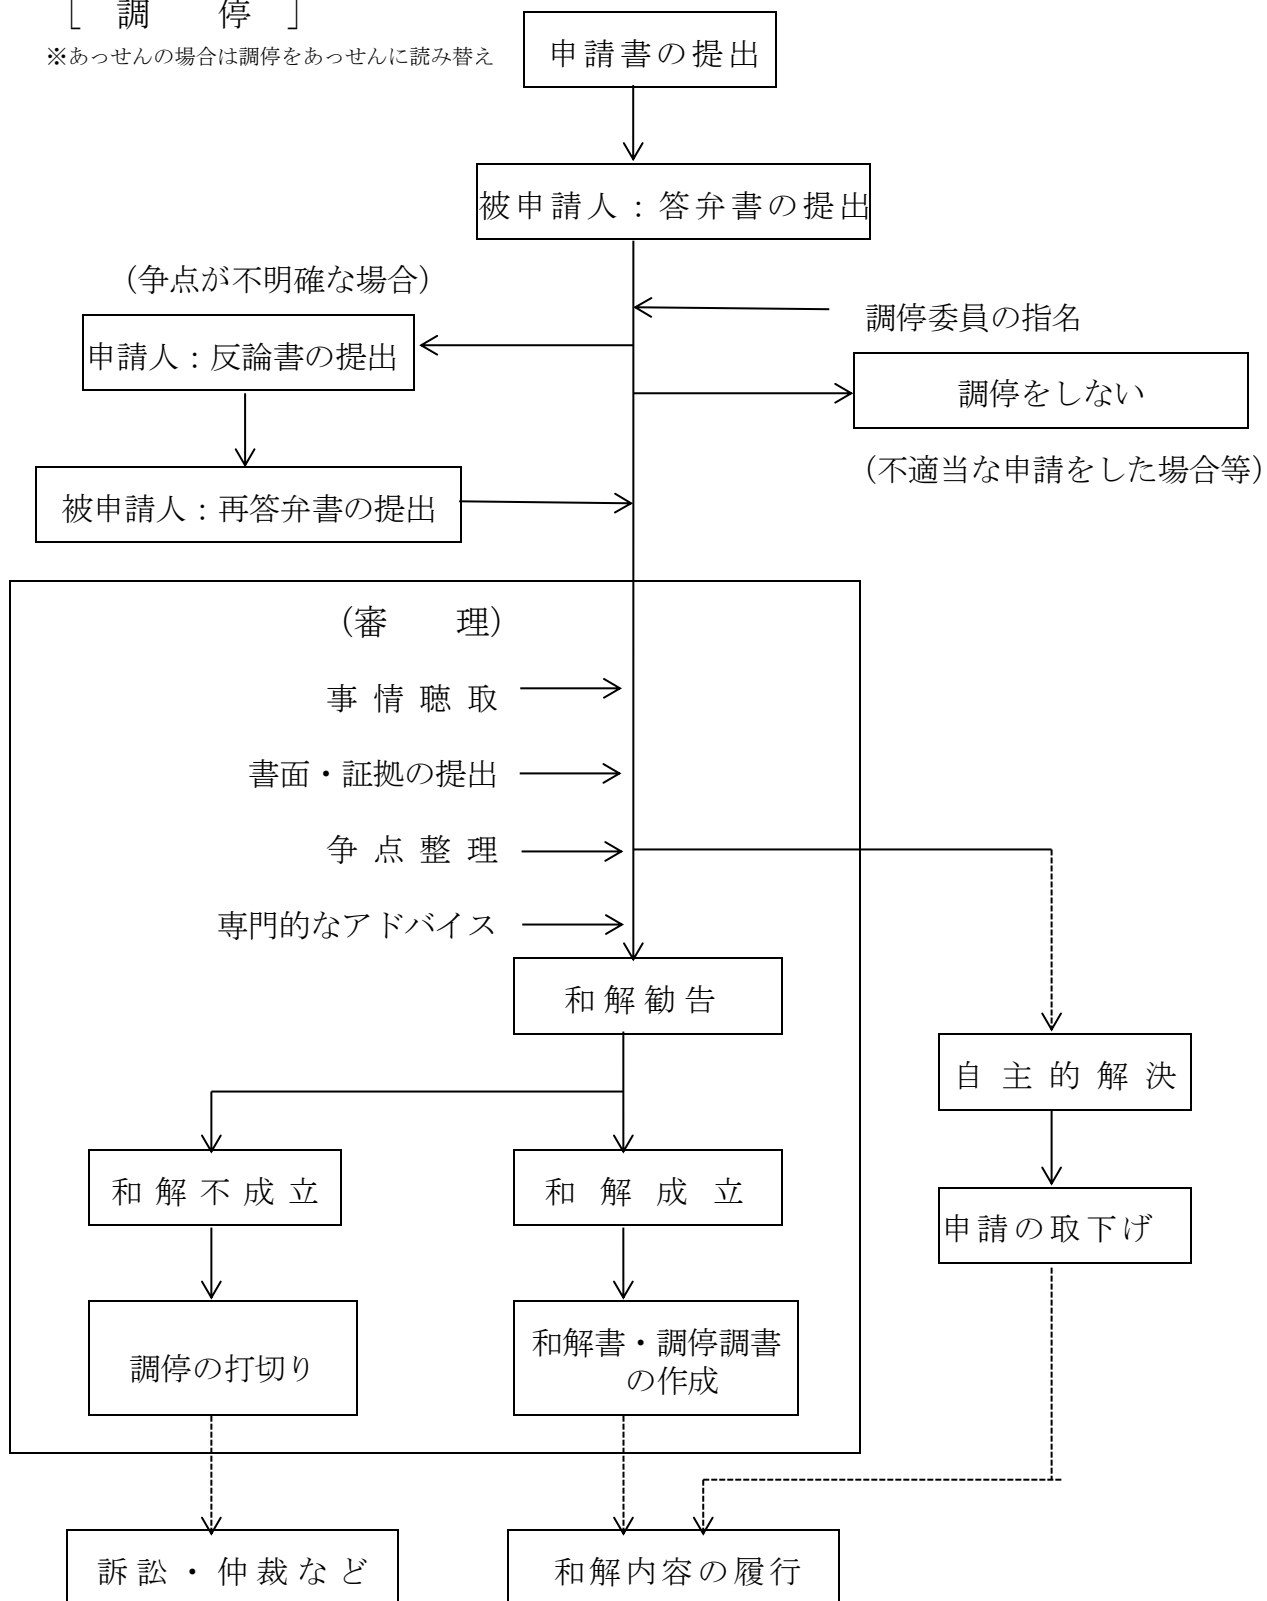 ［　調　　停　］
※あっせんの場合は調停をあっせんに読み替え
申請書の提出
被申請人：答弁書の提出
（争点が不明確な場合）
調停委員の指名
申請人：反論書の提出
調停をしない
（不適当な申請をした場合等）
被申請人：再答弁書の提出
（審　　理）
事 情 聴 取
書面・証拠の提出
争 点 整 理
専門的なアドバイス
和解勧告
自 主 的 解 決
和 解 不 成 立
和 解 成 立
申請の取下げ
調停の打切り
和解書・調停調書
の作成
訴訟・仲裁など
和解内容の履行